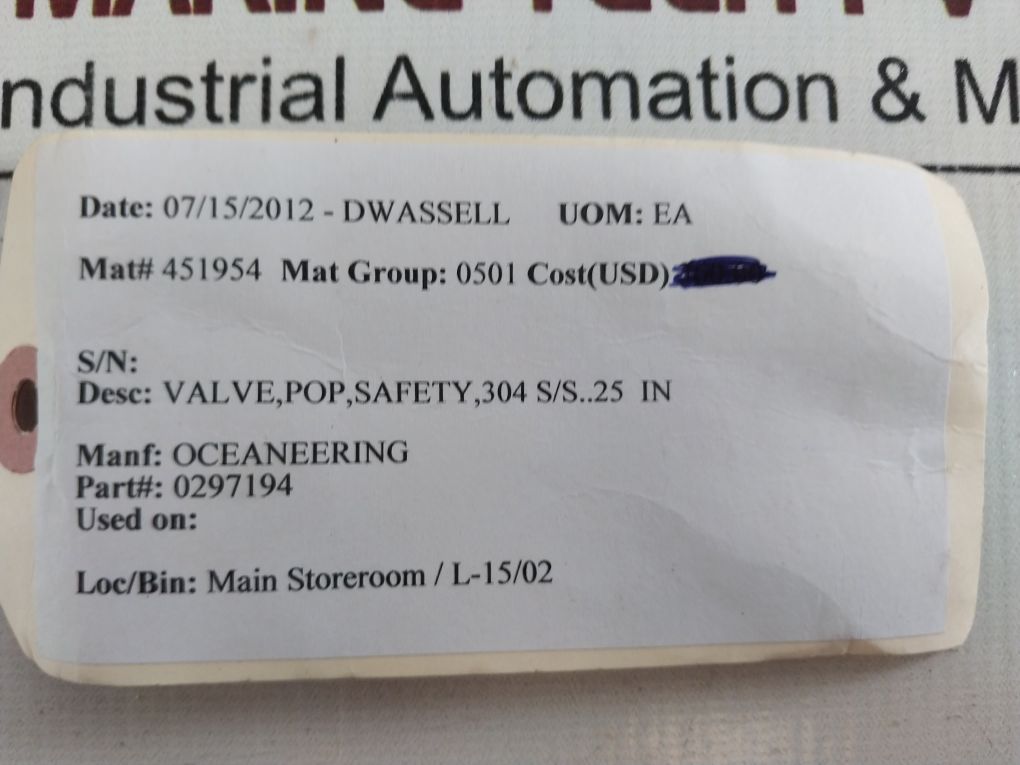 ndustrial Automation & M
Date: 07/15/2012 - DWASSELL UOM: EA
Mat# 451954 Mat Group: 0501 Cost(USD)
S/N:
Desc: VALVE,POP,SAFETY,304 S/S..25 IN
Manf: OCEANEERING
Part#: 0297194
Used on:
Loc/Bin: Main Storeroom / L-15/02